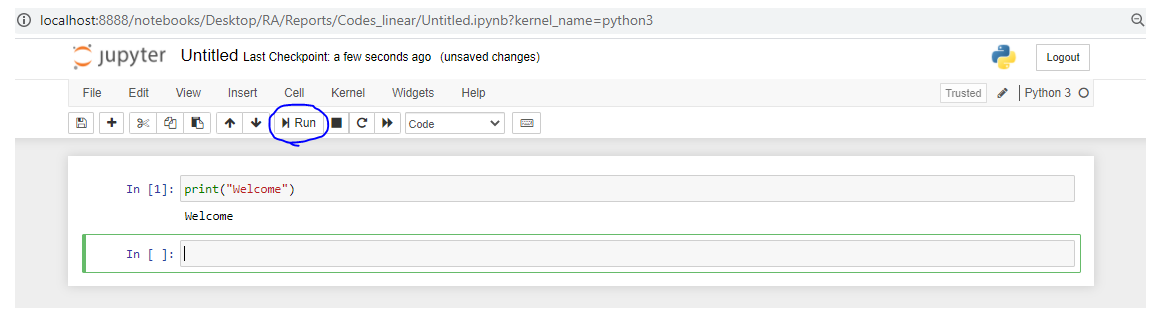 localhost:8888/notebooks/Desktop/RA/Reports/Codes_linear/Untitled.ipynb?kernel_name=python3
jupyter Untitled Last Checkpoint: a few seconds ago (unsaved changes) Logout
File Edit View Insert Cell Kernel Widgets Help Trusted Python 3
Run Code
In [1]: print("Welcome")
Welcome
In [ ]: